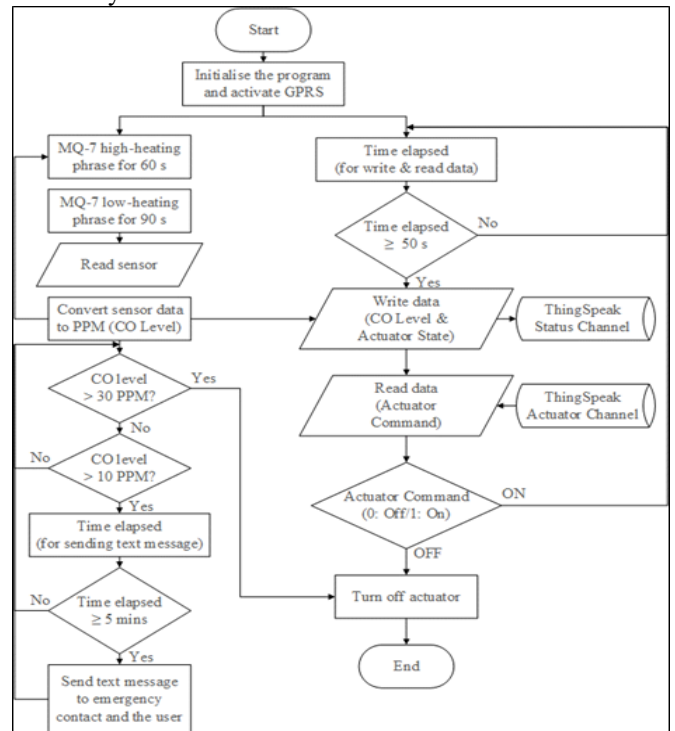 Start
Initialise the program
and activate GPRS
MQ-7 high-heating
phrase for 60 s
MQ-7 low-heating
phrase for 90 s
Read sensor
Convert sensor data
to PPM (CO Level)
CO level
> 30 PPM?
Yes
No
CO level
> 10 PPM?
No
Yes
Time elapsed
(for sending text message)
Time elapsed
≥ 5 mins
No
Yes
Send text message
to emergency
contact and the user
Time elapsed
(for write & read data)
Time elapsed
≥ 50 s
No
Yes
Write data
(CO Level &
Actuator State)
ThingSpeak
Status Channel
Read data
(Actuator
Command)
ThingSpeak
Actuator Channel
Actuator Command
(0: Off/1: On)
ON
OFF
Turn off actuator
End